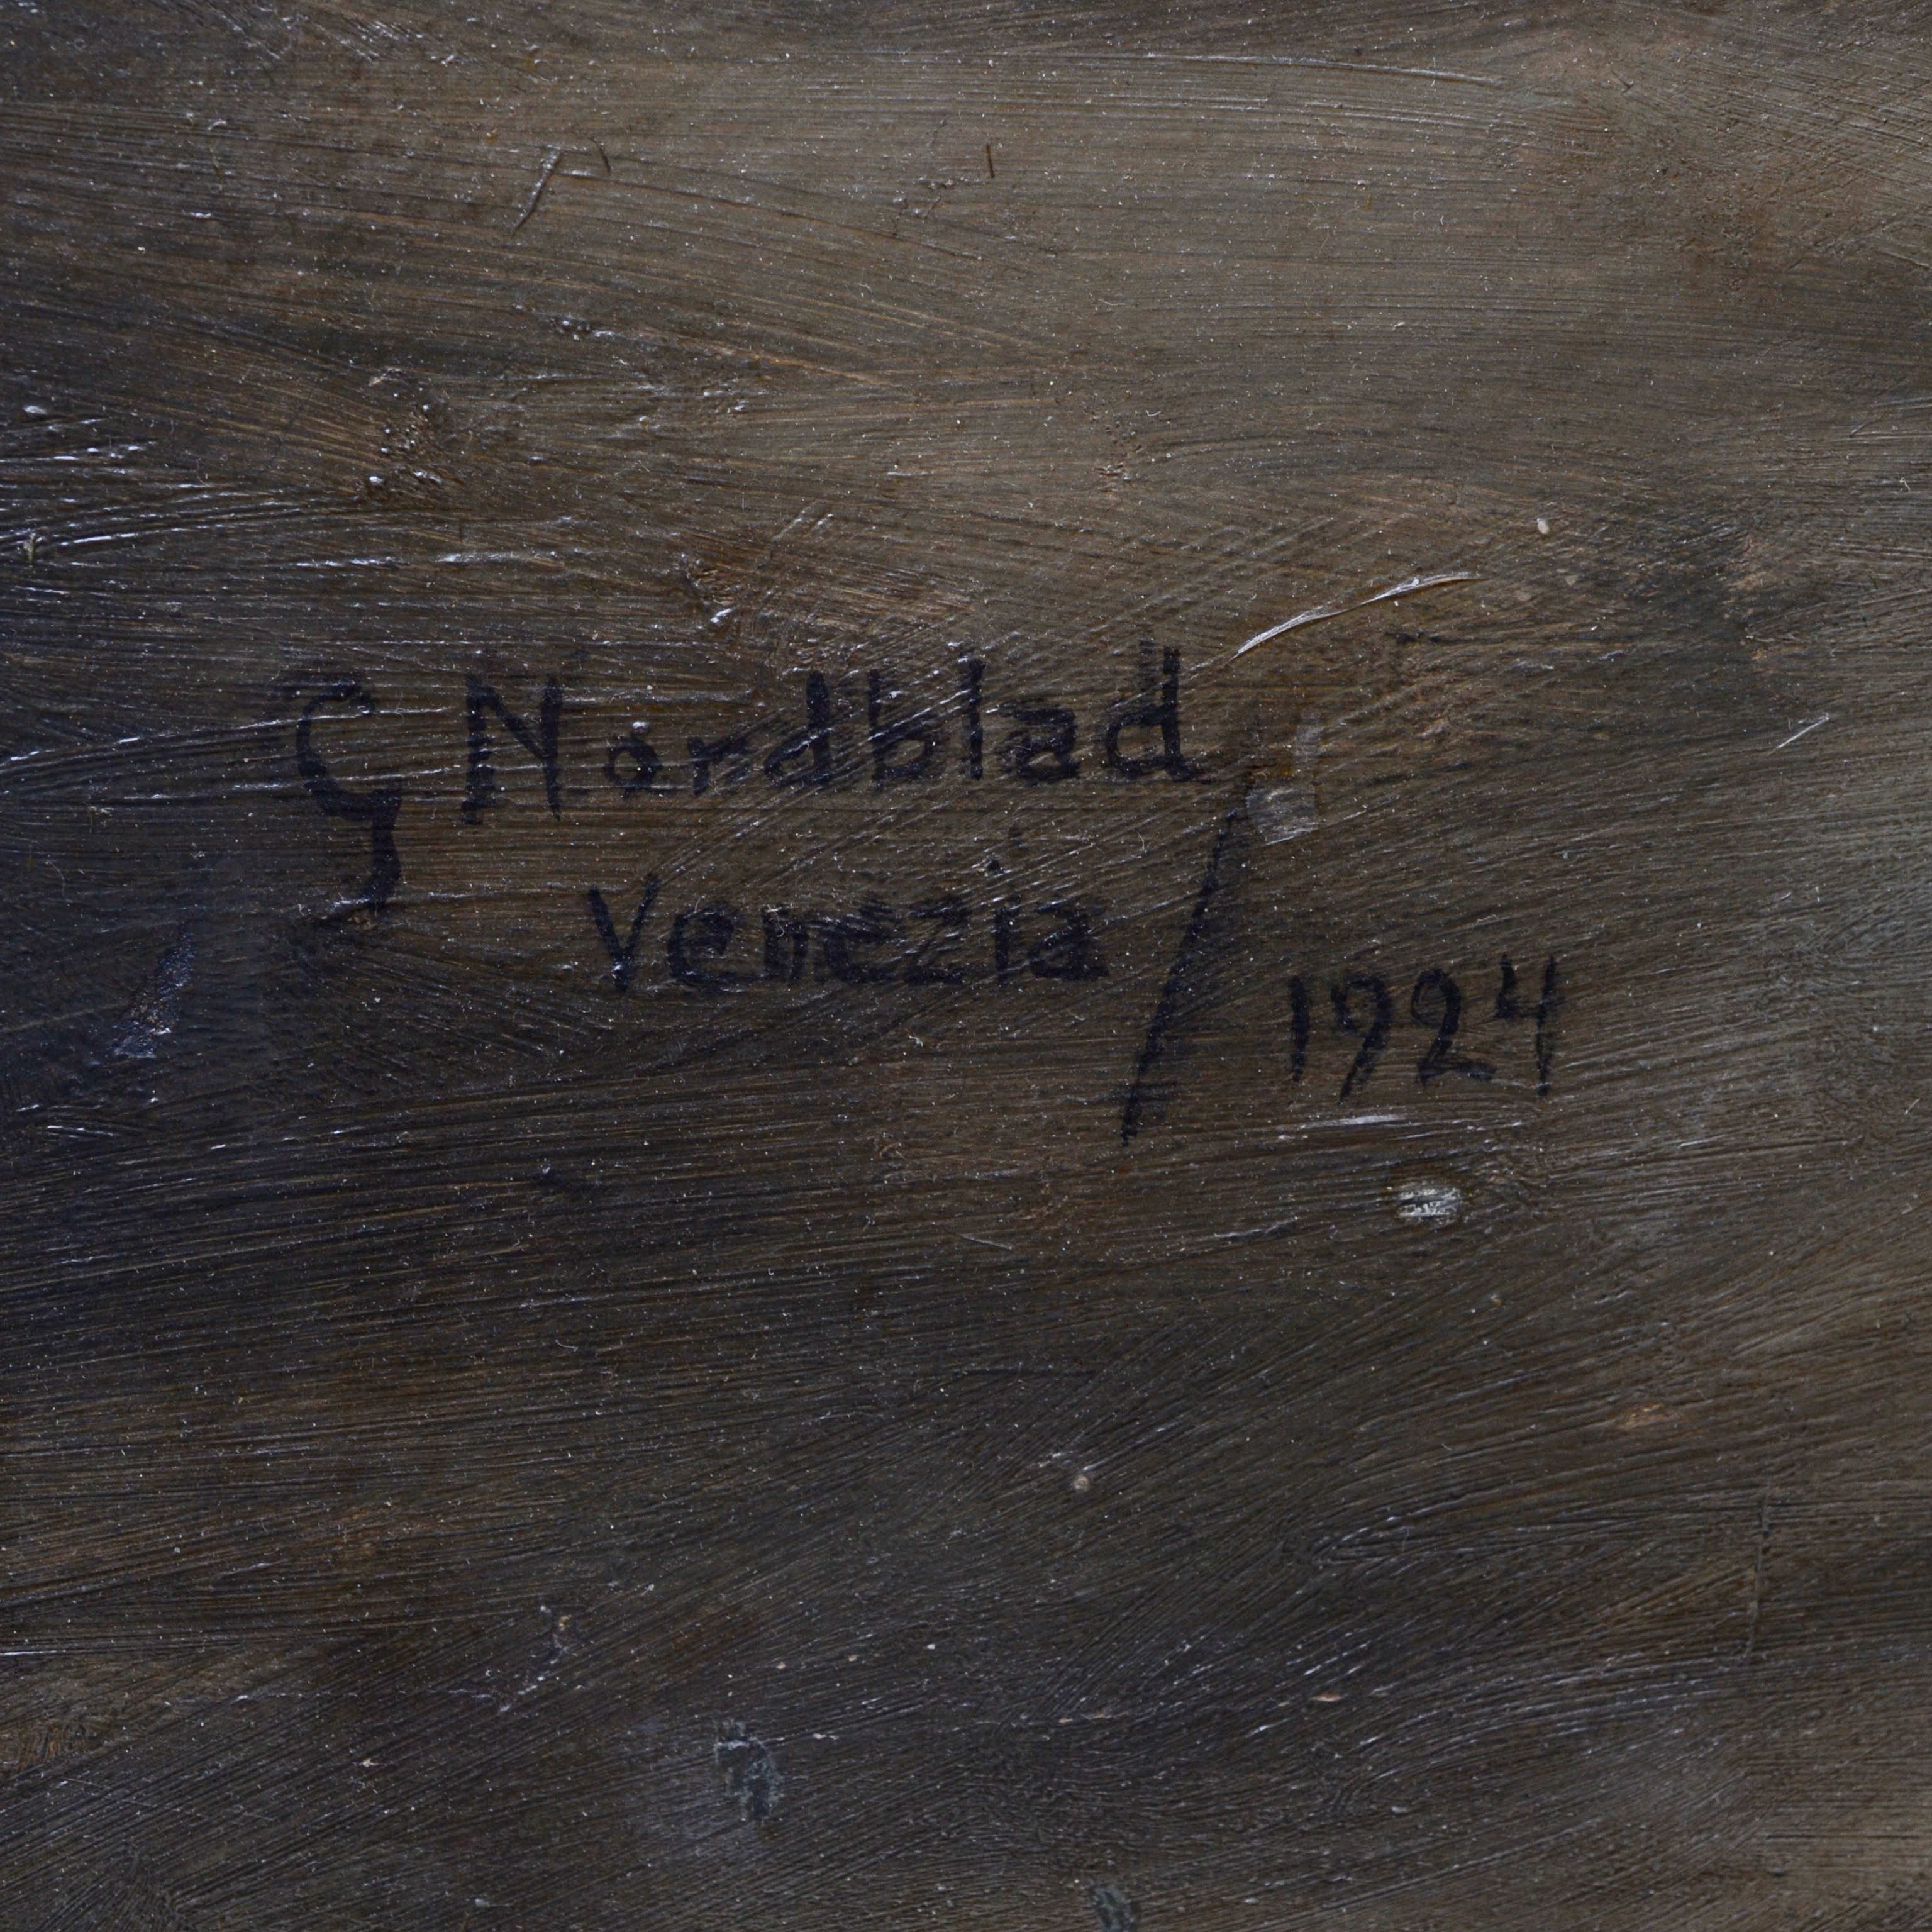 G Nordblad
Venezia / 1924